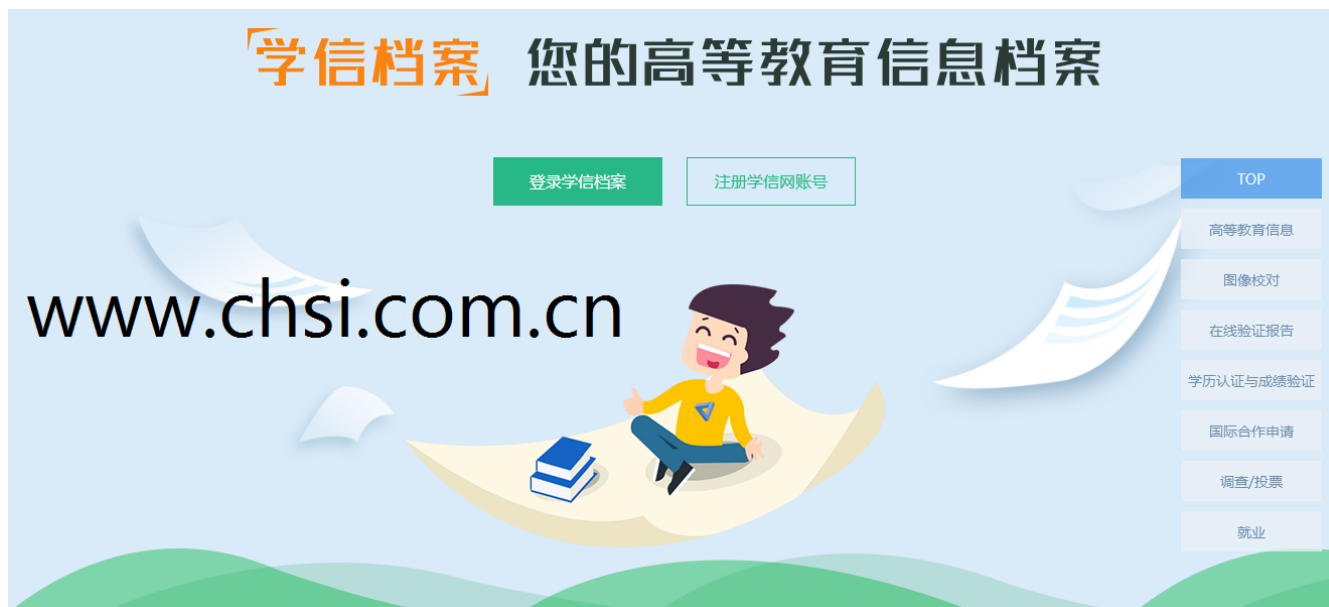 学信档案 您的高等教育信息档案
登录学信档案 注册学信网账号
TOP
高等教育信息
图像校对
在线验证报告
学历认证与成绩验证
国际合作申请
调查/投票
就业
www.chsi.com.cn